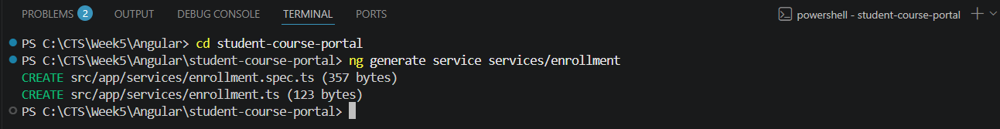 PROBLEMS 2 OUTPUT DEBUG CONSOLE TERMINAL PORTS powershell - student-course-portal
PS C:\CTS\Week5\Angular> cd student-course-portal
PS C:\CTS\Week5\Angular\student-course-portal> ng generate service services/enrollment
CREATE src/app/services/enrollment.spec.ts (357 bytes)
CREATE src/app/services/enrollment.ts (123 bytes)
PS C:\CTS\Week5\Angular\student-course-portal>